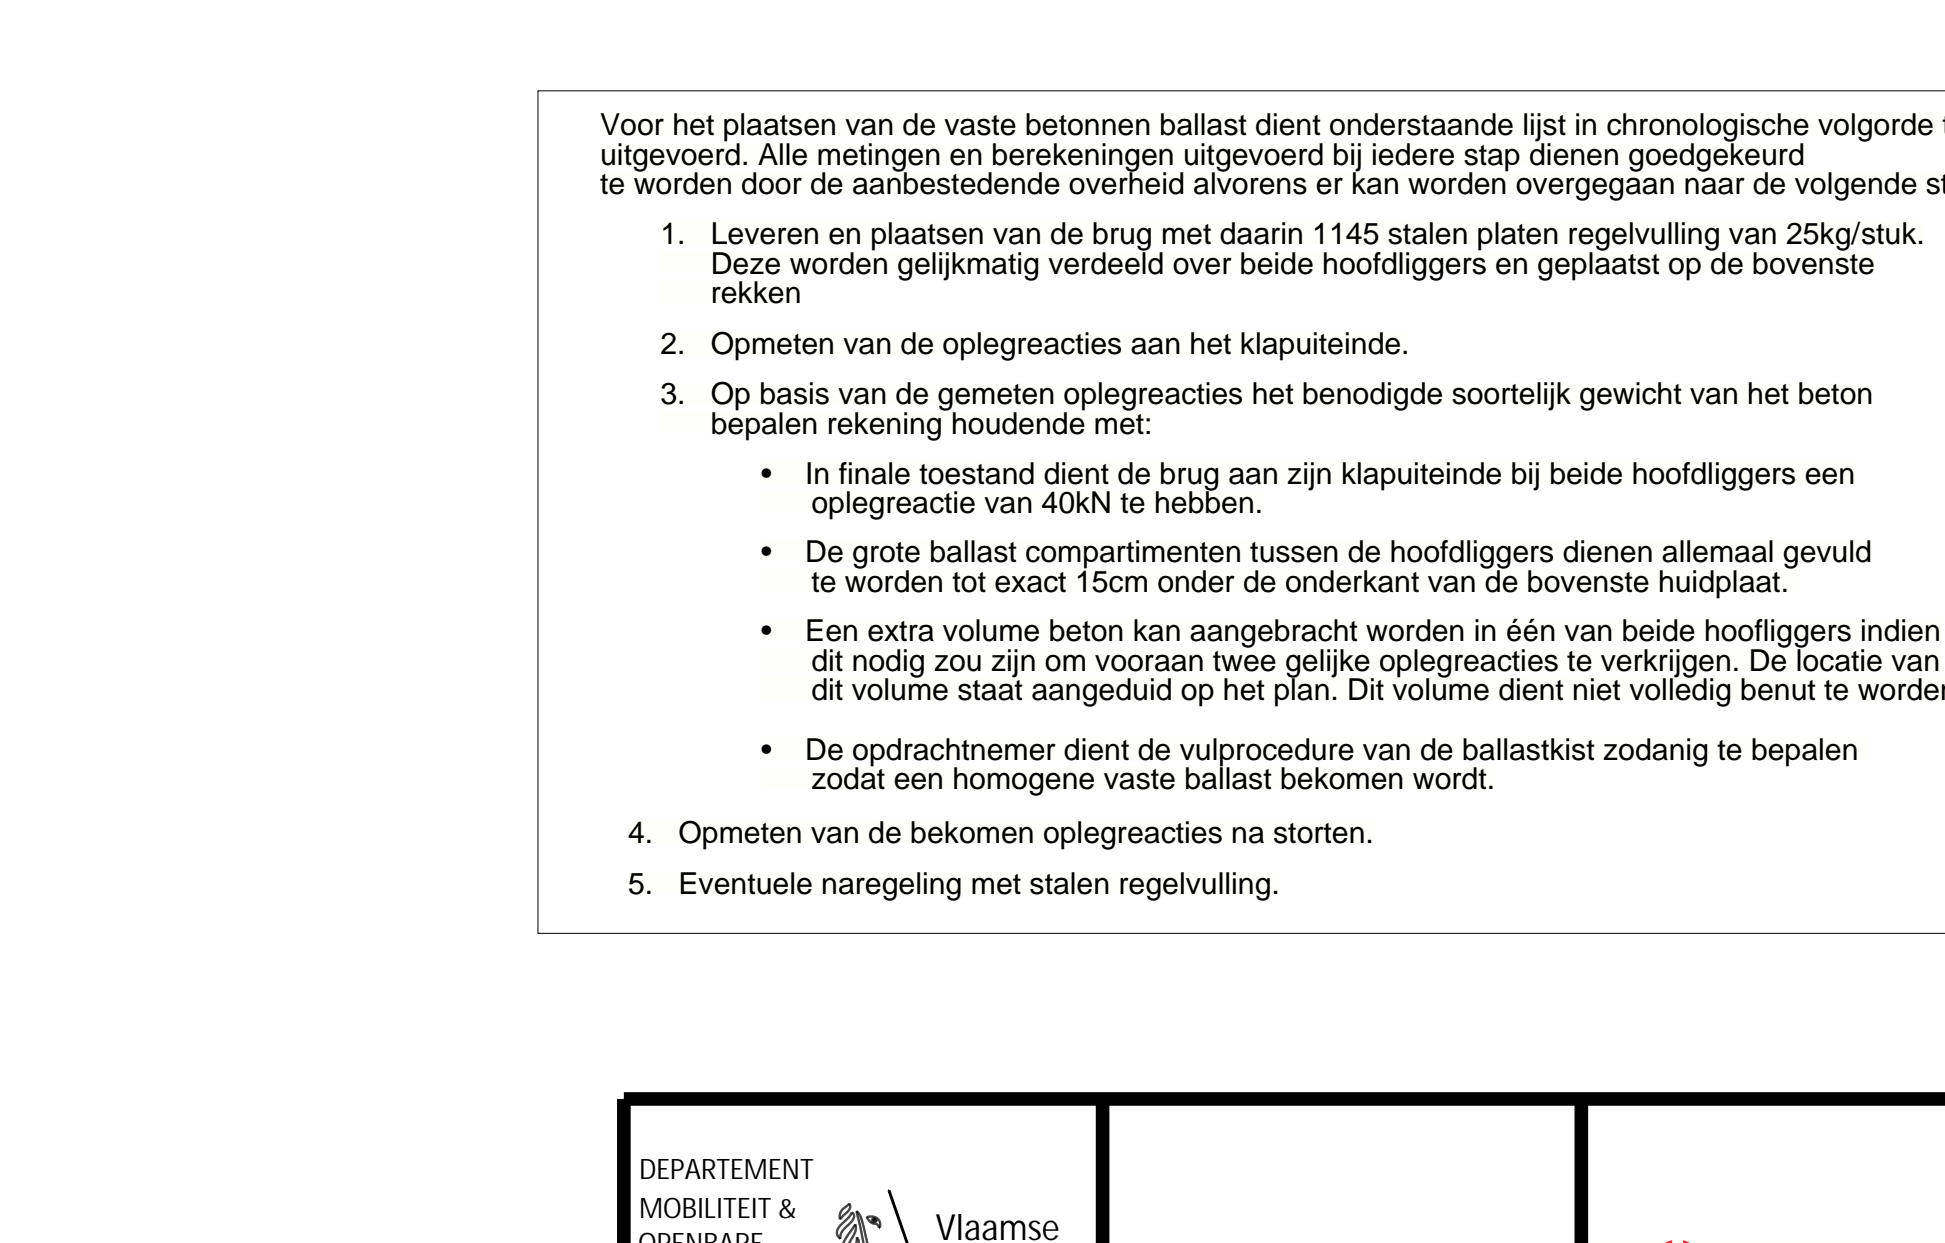 Voor het plaatsen van de vaste betonnen ballast dient onderstaande lijst in chronologische volgorde
uitgevoerd. Alle metingen en berekeningen uitgevoerd bij iedere stap dienen goedgekeurd
te worden door de aanbestedende overheid alvorens er kan worden overgegaan naar de volgende
1. Leveren en plaatsen van de brug met daarin 1145 stalen platen regelvulling van 25kg/stuk.
Deze worden gelijkmatig verdeeld over beide hoofdliggers en geplaatst op de bovenste
rekken
2. Opmeten van de oplegreacties aan het klapuiteinde.
3. Op basis van de gemeten oplegreacties het benodigde soortelijk gewicht van het beton
bepalen rekening houdende met:
• In finale toestand dient de brug aan zijn klapuiteinde bij beide hoofdliggers een
oplegreactie van 40kN te hebben.
• De grote ballast compartimenten tussen de hoofdliggers dienen allemaal gevuld
te worden tot exact 15cm onder de onderkant van de bovenste huidplaat.
• Een extra volume beton kan aangebracht worden in één van beide hoofliggers indien
dit nodig zou zijn om vooraan twee gelijke oplegreacties te verkrijgen. De locatie van
dit volume staat aangeduid op het plan. Dit volume dient niet volledig benut te worden
• De opdrachtnemer dient de vulprocedure van de ballastkist zodanig te bepalen
zodat een homogene vaste ballast bekomen wordt.
4. Opmeten van de bekomen oplegreacties na storten.
5. Eventuele naregeling met stalen regelvulling.
DEPARTEMENT
MOBILITEIT &
OPENBARE
Vlaamse